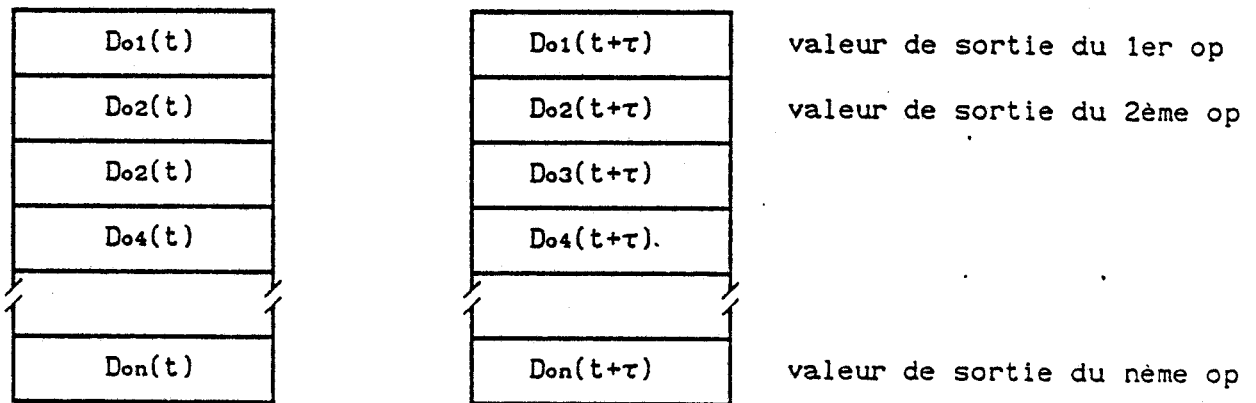 Do1(t) Do1(t+τ) valeur de sortie du 1er op
Do2(t) Do2(t+τ) valeur de sortie du 2ème op
Do2(t) Do3(t+τ)
Do4(t) Do4(t+τ).
Don(t) Don(t+τ) valeur de sortie du nème op